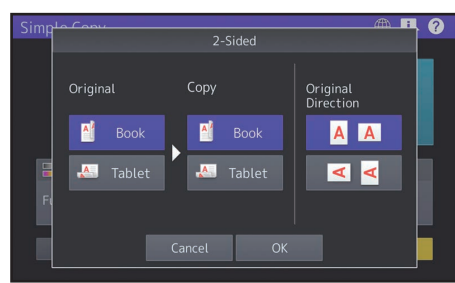 Simple Copy
2-Sided
Original
Copy
Original
Direction
Book
Book
A A
Tablet
Tablet
A A
Cancel
OK